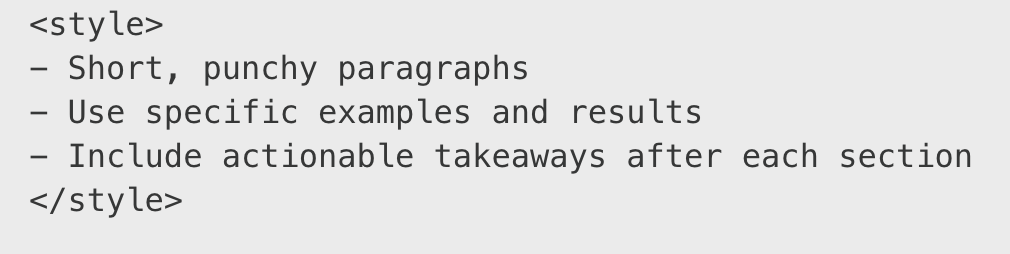 <style>
– Short, punchy paragraphs
– Use specific examples and results
– Include actionable takeaways after each section
</style>